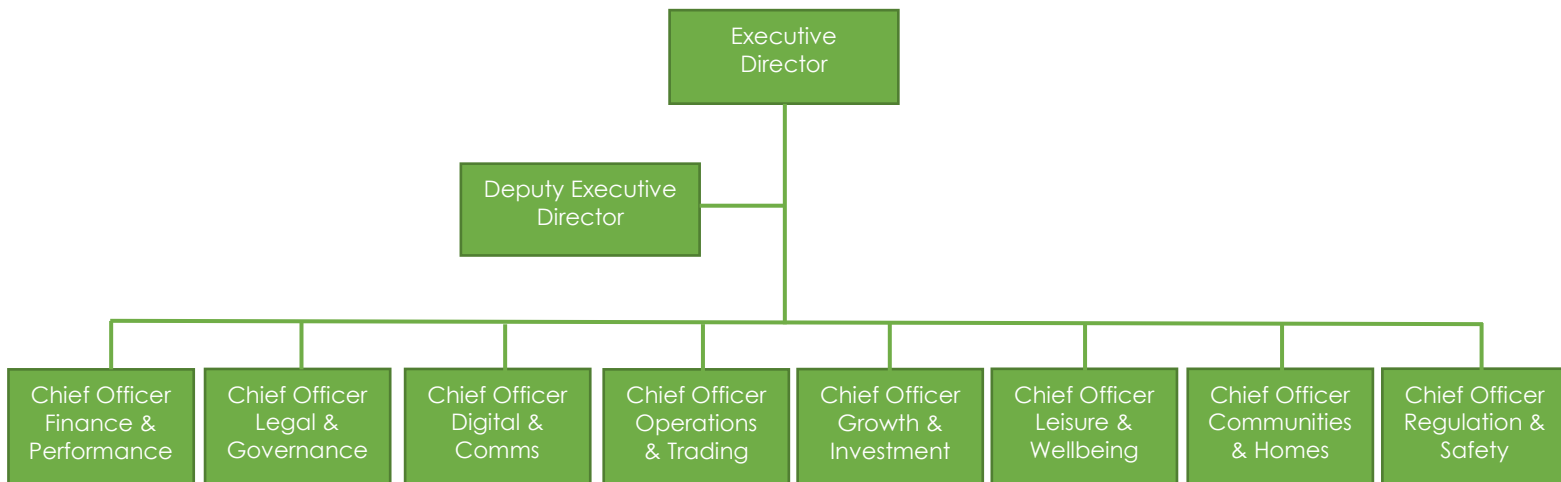 Executive
Director
Deputy Executive
Director
Chief Officer
Finance &
Performance
Chief Officer
Legal &
Governance
Chief Officer
Digital &
Comms
Chief Officer
Operations
& Trading
Chief Officer
Growth &
Investment
Chief Officer
Leisure &
Wellbeing
Chief Officer
Communities
& Homes
Chief Officer
Regulation &
Safety